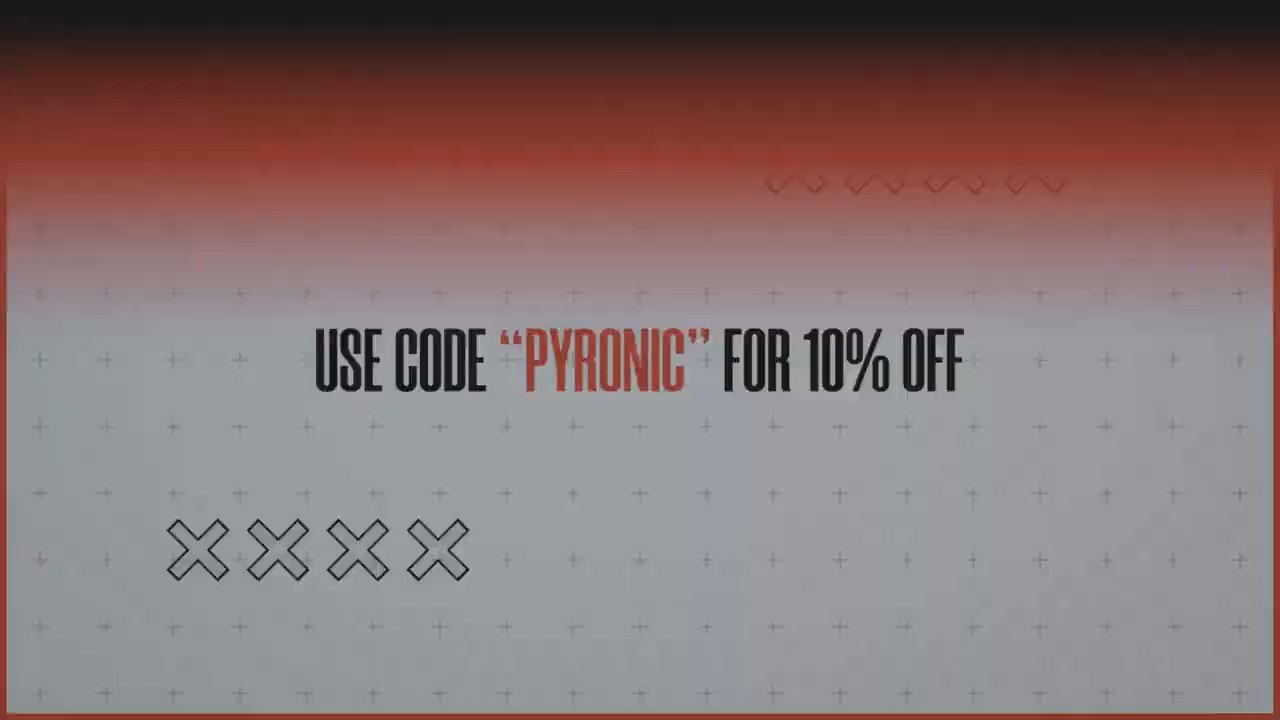 USE CODE “PYRONIC” FOR 10% OFF